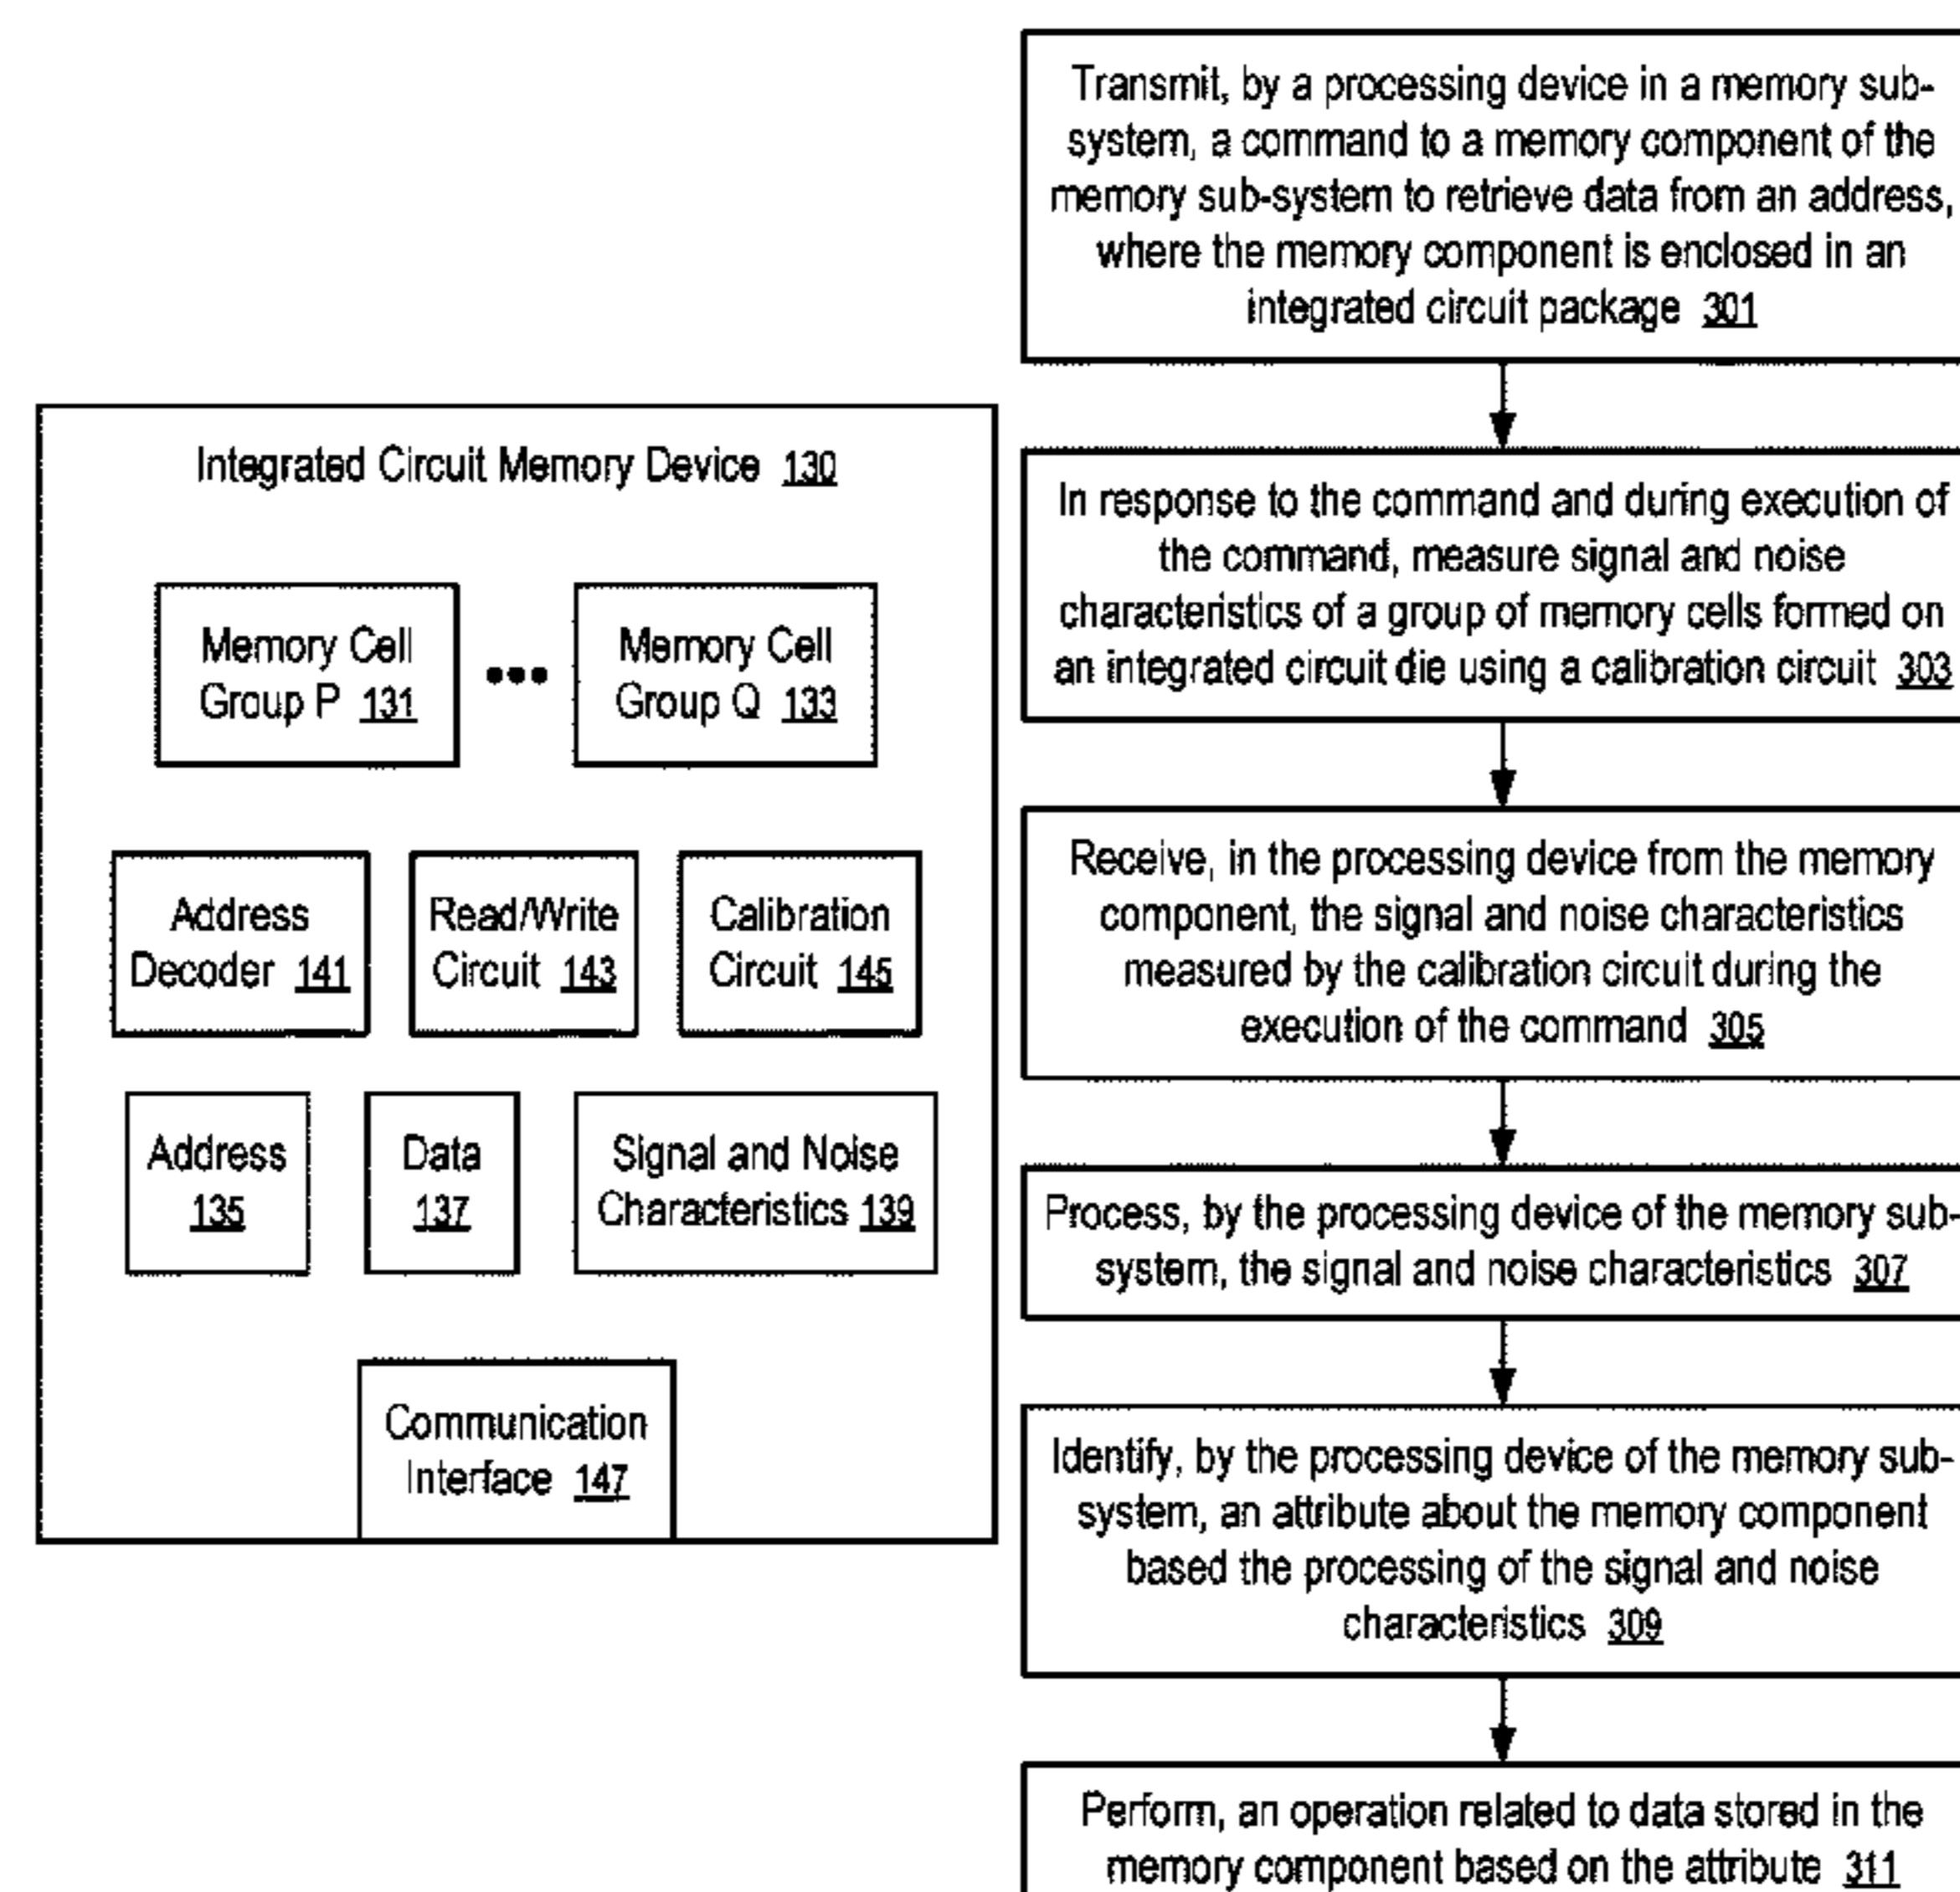 Integrated Circuit Memory Device 130
Memory Cell
Group P 131
•••
Memory Cell
Group Q 133
Address
Decoder 141
Read/Write
Circuit 143
Calibration
Circuit 145
Address
135
Data
137
Signal and Noise
Characteristics 139
Communication
Interface 147
Transmit, by a processing device in a memory sub-
system, a command to a memory component of the
memory sub-system to retrieve data from an address,
where the memory component is enclosed in an
integrated circuit package 301
In response to the command and during execution of
the command, measure signal and noise
characteristics of a group of memory cells formed on
an integrated circuit die using a calibration circuit 303
Receive, in the processing device from the memory
component, the signal and noise characteristics
measured by the calibration circuit during the
execution of the command 305
Process, by the processing device of the memory sub-
system, the signal and noise characteristics 307
Identify, by the processing device of the memory sub-
system, an attribute about the memory component
based the processing of the signal and noise
characteristics 309
Perform, an operation related to data stored in the
memory component based on the attribute 311